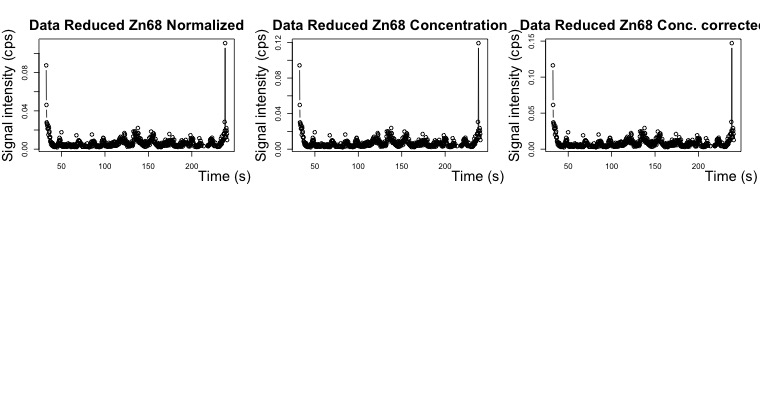 Data Reduced Zn68 Normalized
Signal intensity (cps)
0.00
0.04
0.08
50
100
150
200
Time (s)
Data Reduced Zn68 Concentration
Signal intensity (cps)
0.00
0.04
0.08
0.12
50
100
150
200
Time (s)
Data Reduced Zn68 Conc. corrected
Signal intensity (cps)
0.00
0.05
0.10
0.15
50
100
150
200
Time (s)